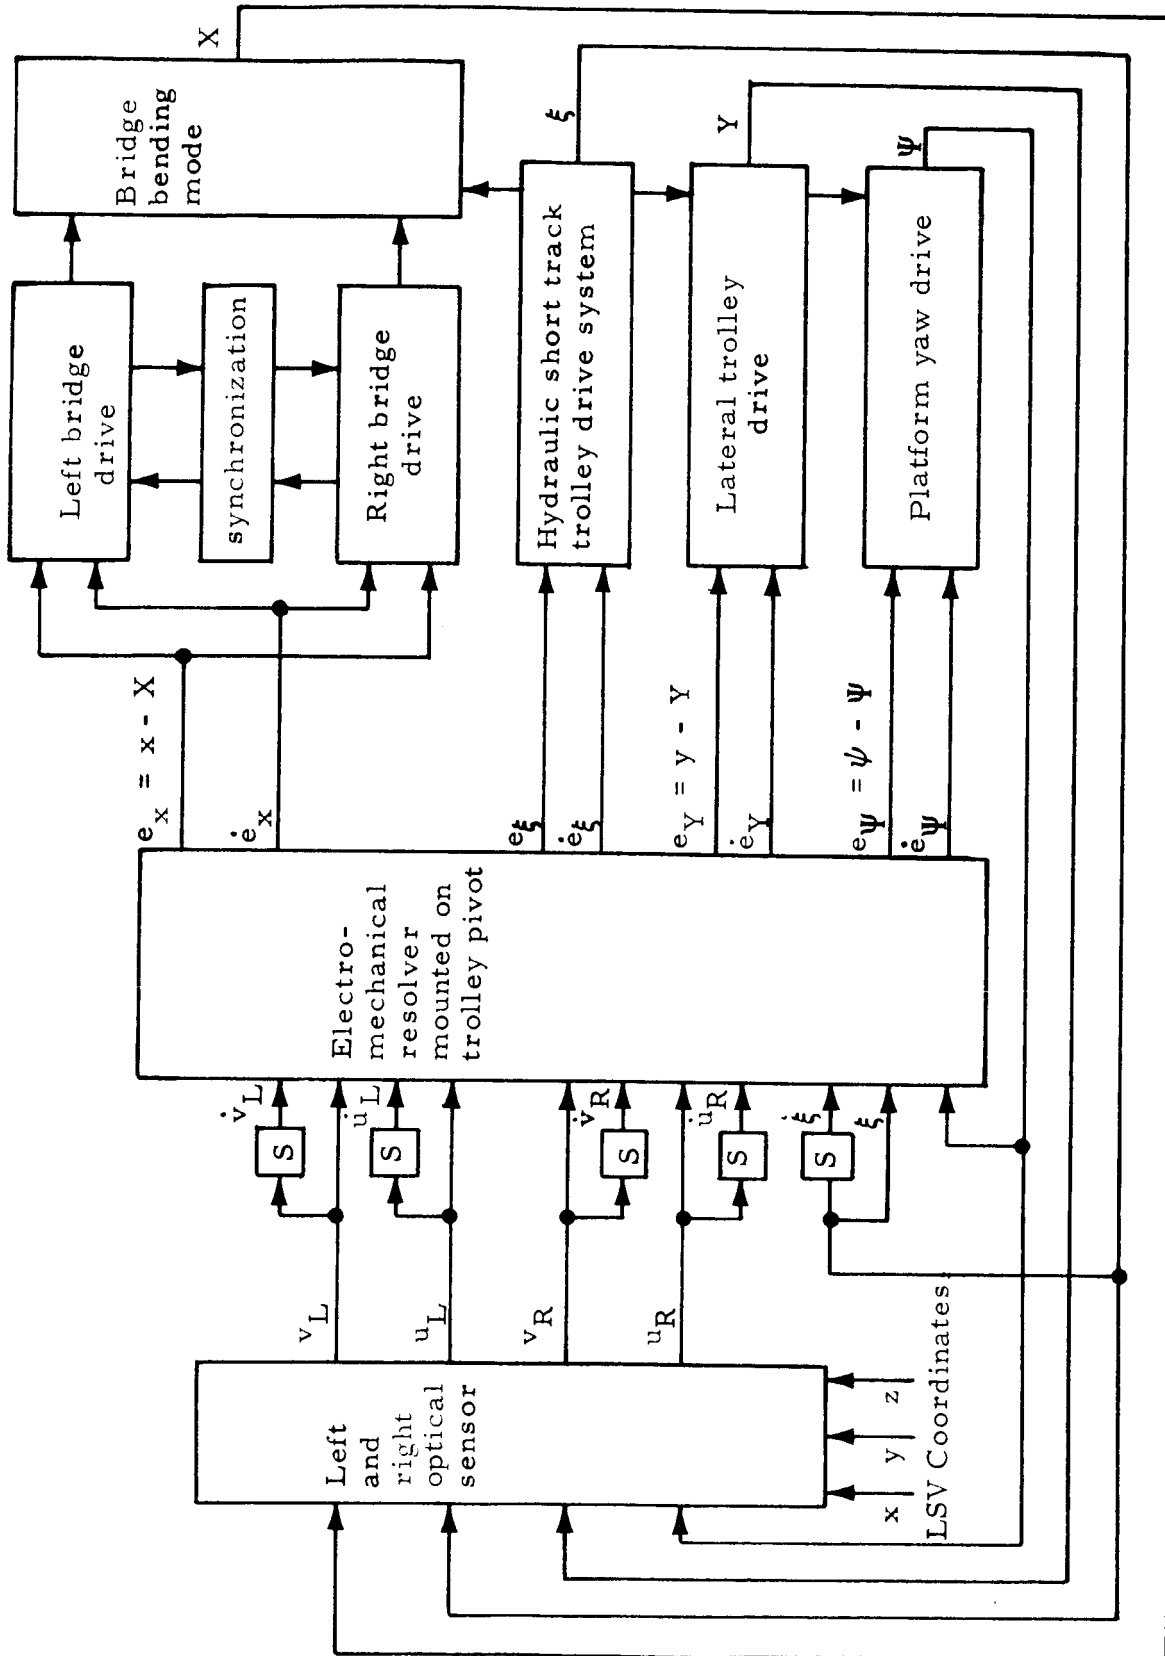 Left
and
right
optical
sensor
x
y
z
LSV Coordinates
v_L
u_L
v_R
u_R
S
v̇_L
S
u̇_L
S
v̇_R
S
u̇_R
S
ξ̇
ξ
Electro-
mechanical
resolver
mounted on
trolley pivot
e_x = x - X
ė_x
e_ξ
ė_ξ
e_Y = y - Y
ė_Y
e_Ψ = ψ - Ψ
ė_Ψ
Left bridge
drive
synchronization
Right bridge
drive
Bridge
bending
mode
X
Hydraulic short track
trolley drive system
ξ
Lateral trolley
drive
Y
Platform yaw drive
Ψ